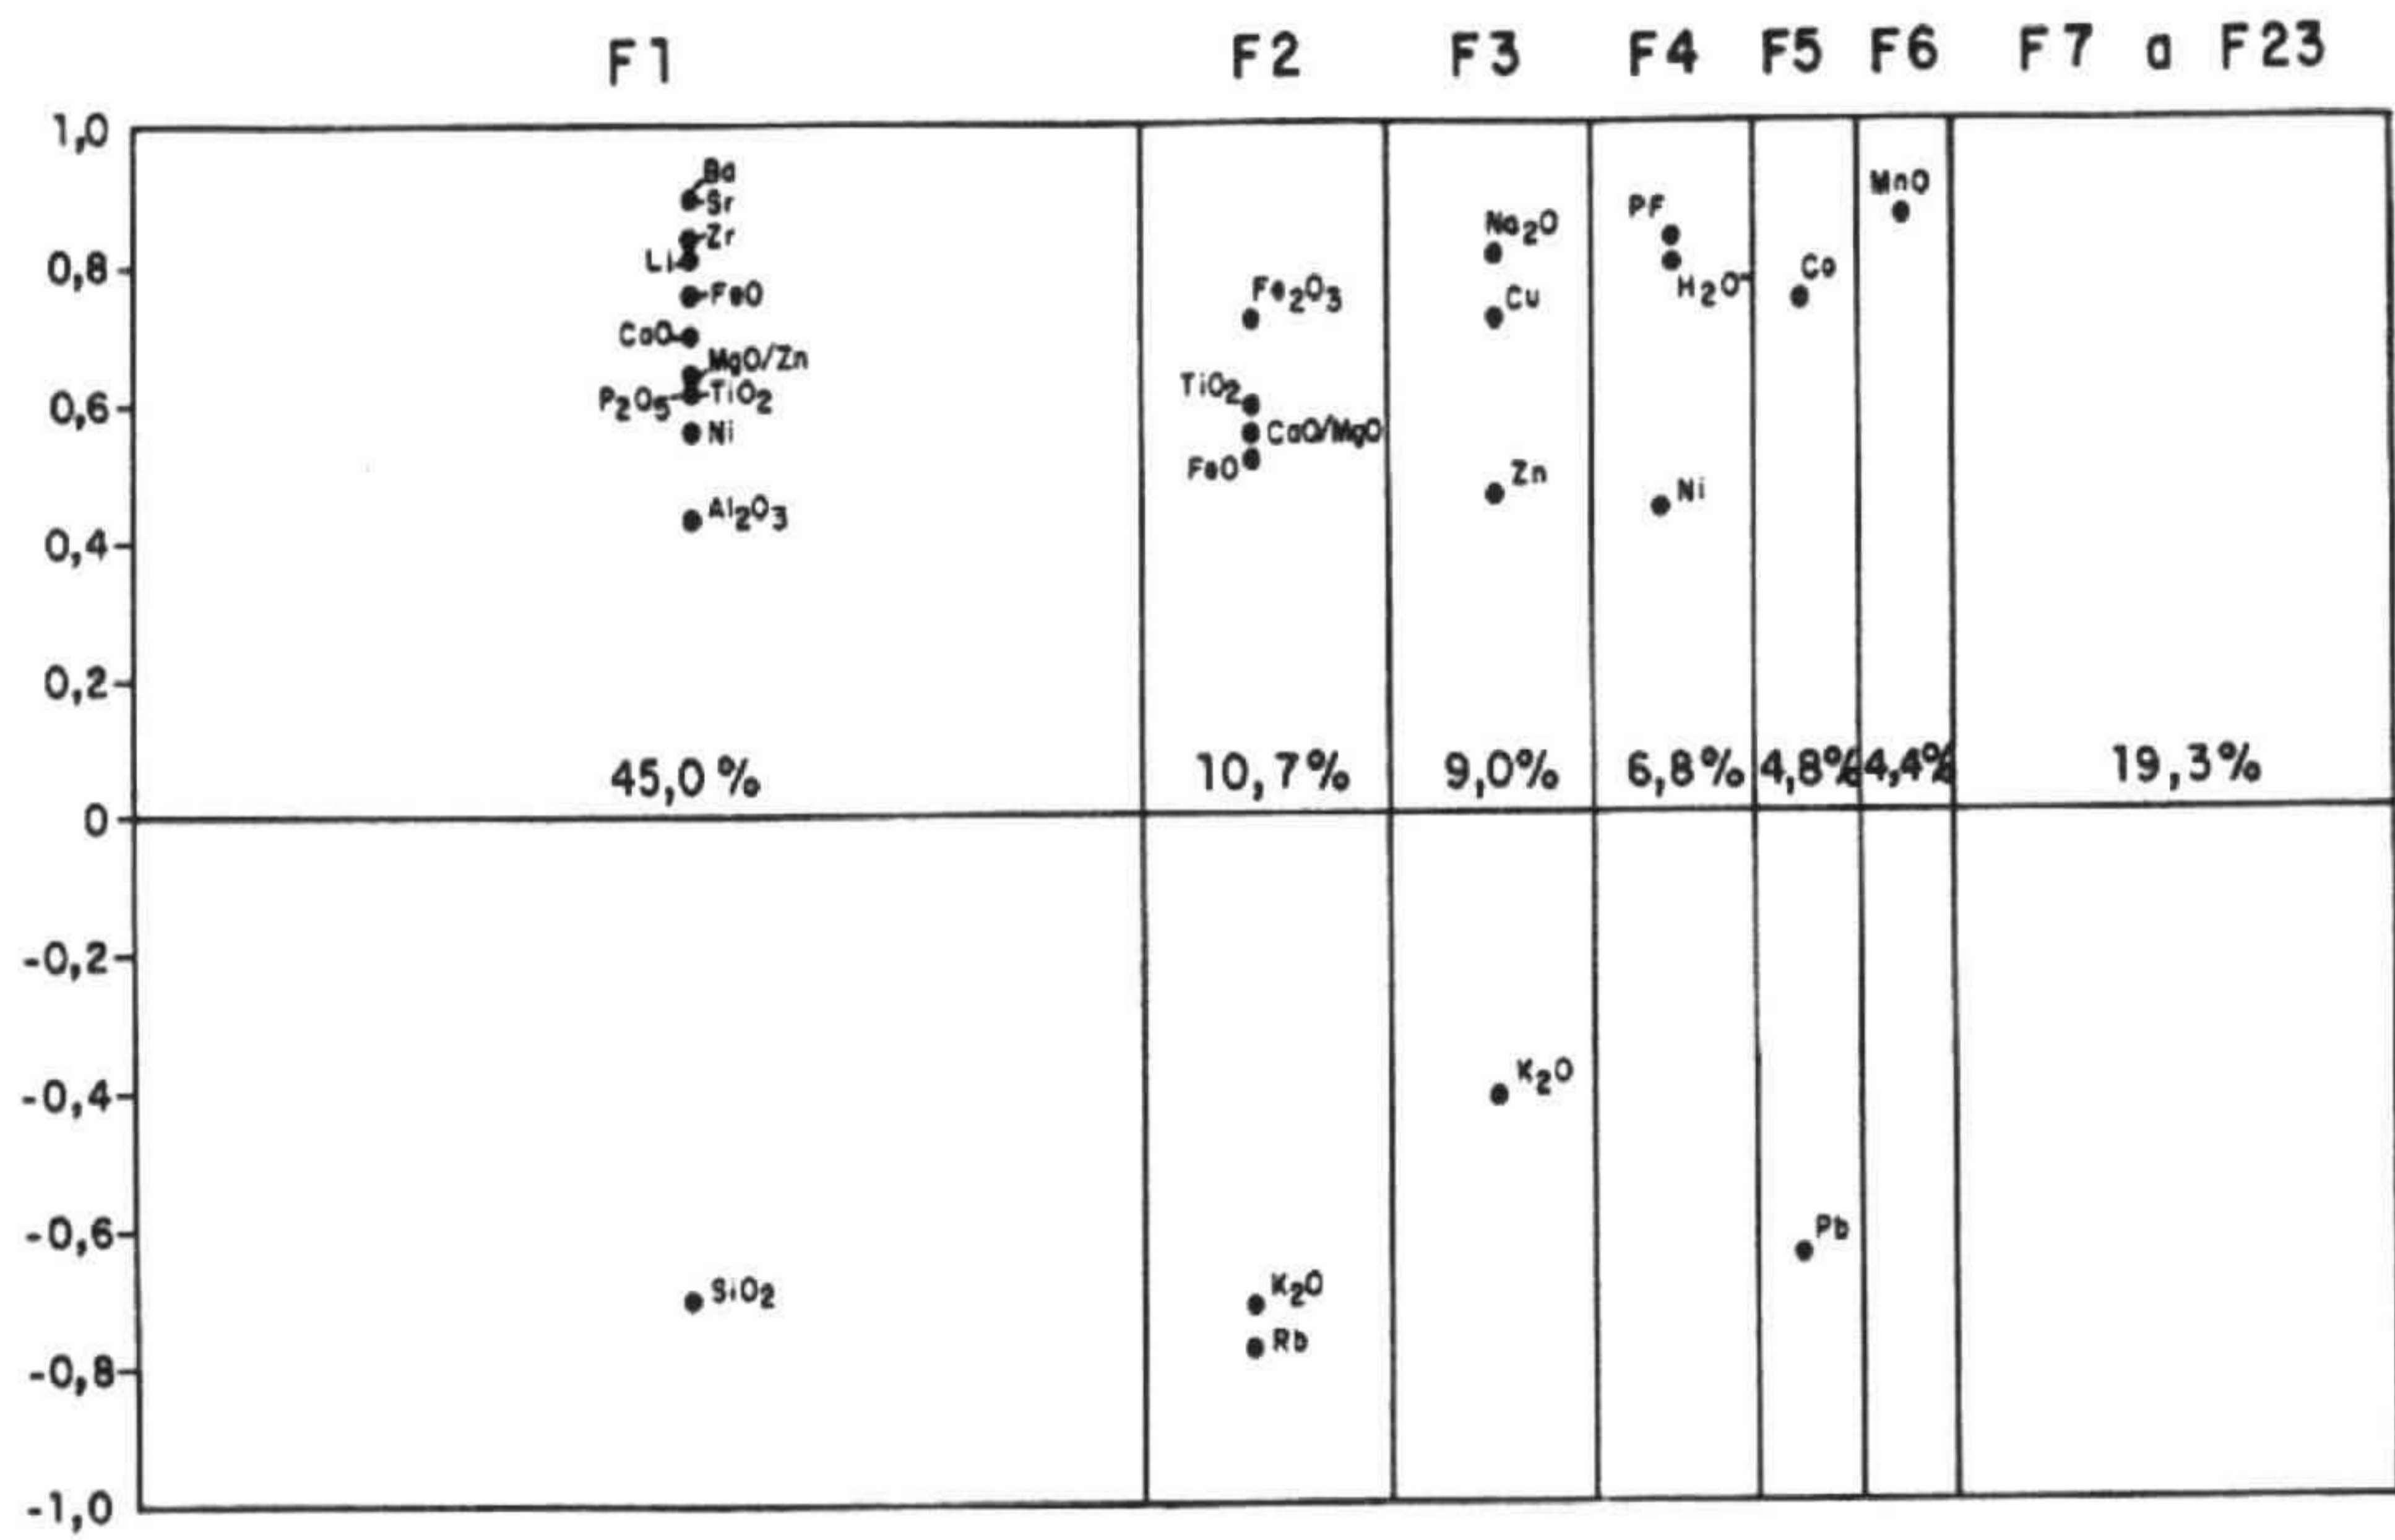 F1 F2 F3 F4 F5 F6 F7 a F23
1,0
Ba
Sr
Zr
Li
FeO
CaO
MgO/Zn
P2O5 TiO2
Ni
Al2O3
SiO2
Fe2O3
TiO2
CaO/MgO
FeO
K2O
Rb
Na2O
Cu
Zn
K2O
PF
H2O-
Ni
Co
Pb
MnO
0,8
0,6
0,4
0,2
45,0% 10,7% 9,0% 6,8% 4,8% 4,4% 19,3%
0
-0,2
-0,4
-0,6
-0,8
-1,0